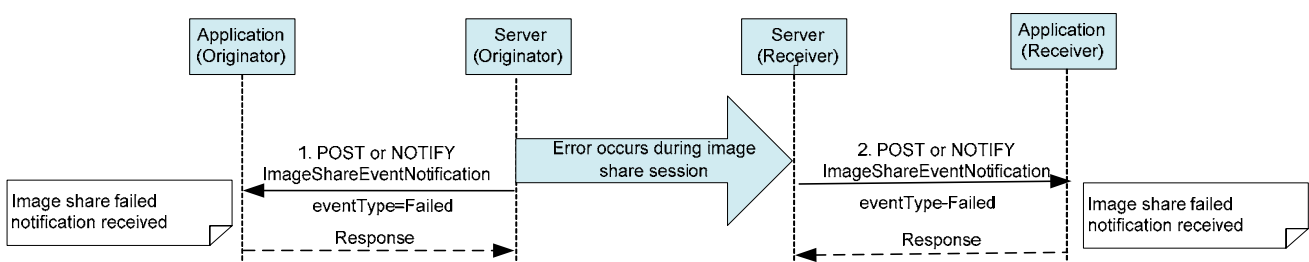 Application
(Originator)
Server
(Originator)
Server
(Receiver)
Application
(Receiver)
1. POST or NOTIFY
ImageShareEventNotification
eventType=Failed
Response
Error occurs during image
share session
2. POST or NOTIFY
ImageShareEventNotification
eventType-Failed
Response
Image share failed
notification received
Image share failed
notification received